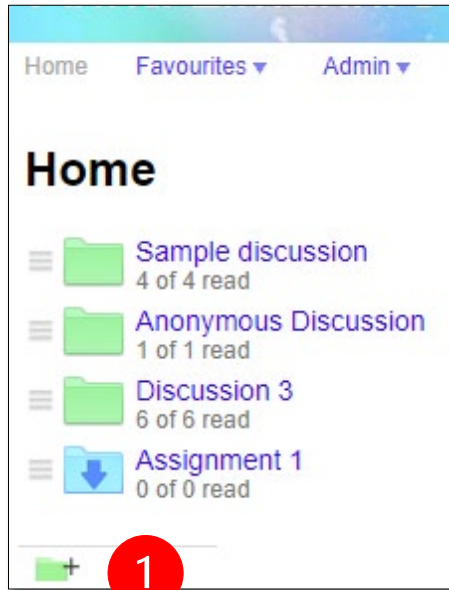 Home Favourites ▾ Admin ▾
Home
Sample discussion
4 of 4 read
Anonymous Discussion
1 of 1 read
Discussion 3
6 of 6 read
Assignment 1
0 of 0 read
1